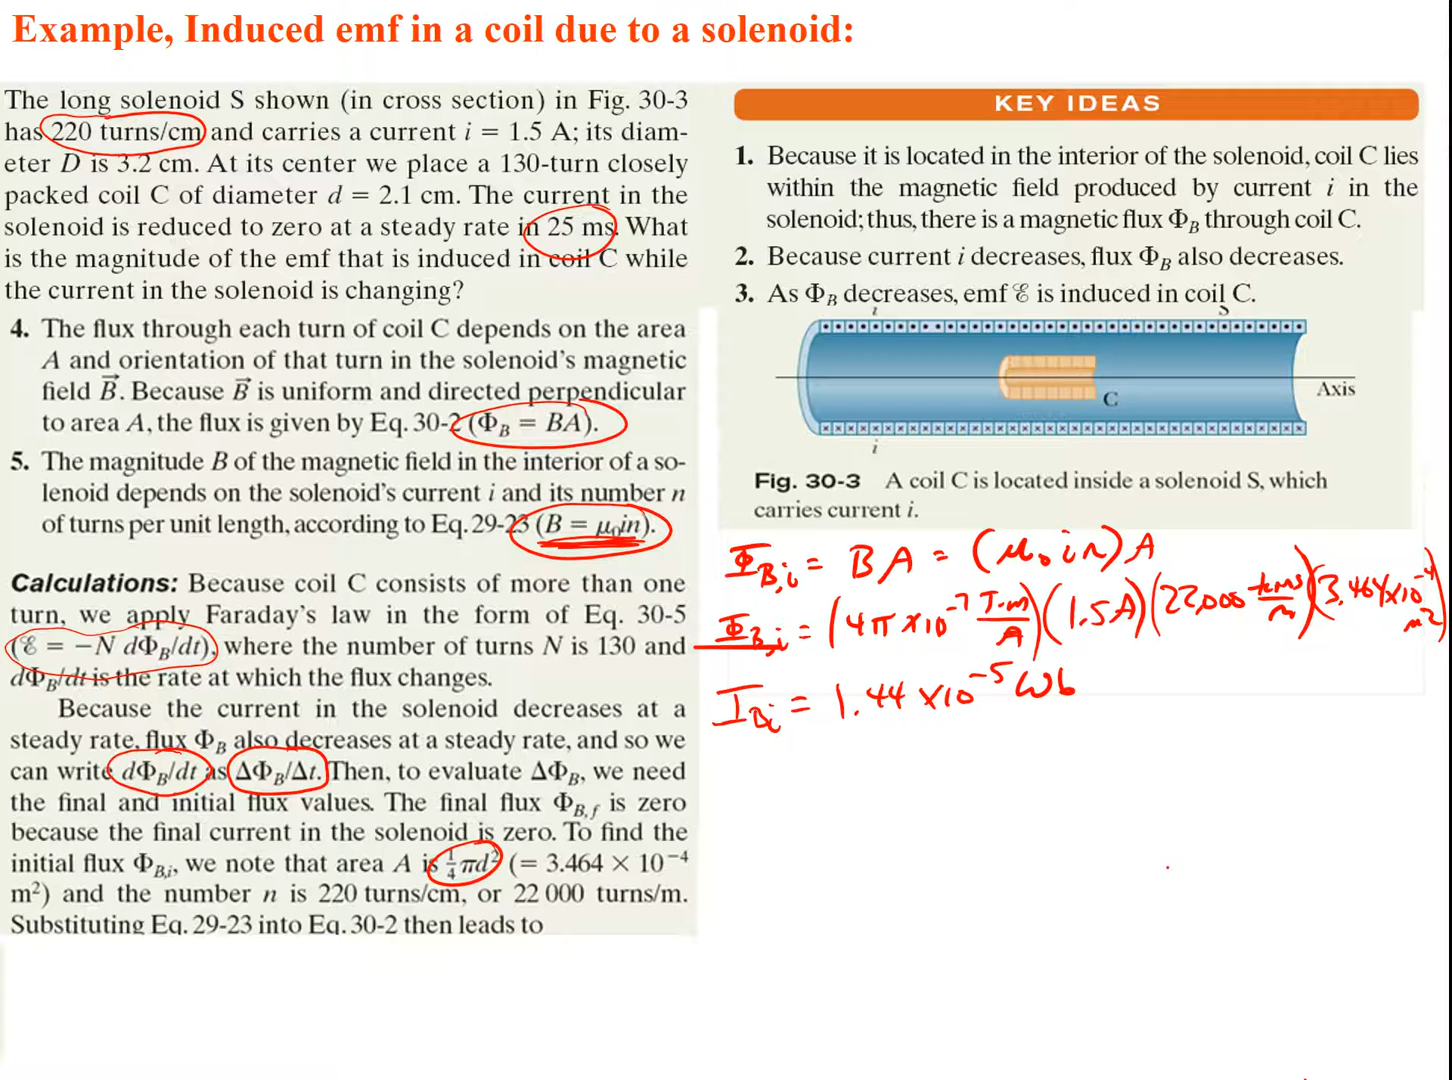 Example, Induced emf in a coil due to a solenoid:
The long solenoid S shown (in cross section) in Fig. 30-3
has 220 turns/cm and carries a current i = 1.5 A; its diam-
eter D is 3.2 cm. At its center we place a 130-turn closely
packed coil C of diameter d = 2.1 cm. The current in the
solenoid is reduced to zero at a steady rate in 25 ms. What
is the magnitude of the emf that is induced in coil C while
the current in the solenoid is changing?
4. The flux through each turn of coil C depends on the area
A and orientation of that turn in the solenoid's magnetic
field B⃗. Because B⃗ is uniform and directed perpendicular
to area A, the flux is given by Eq. 30-2 (Φ_B = BA).
5. The magnitude B of the magnetic field in the interior of a so-
lenoid depends on the solenoid's current i and its number n
of turns per unit length, according to Eq. 29-23 (B = μ₀in).
Calculations: Because coil C consists of more than one
turn, we apply Faraday's law in the form of Eq. 30-5
(ℰ = −N dΦ_B/dt), where the number of turns N is 130 and
dΦ_B/dt is the rate at which the flux changes.
Because the current in the solenoid decreases at a
steady rate, flux Φ_B also decreases at a steady rate, and so we
can write dΦ_B/dt as ΔΦ_B/Δt. Then, to evaluate ΔΦ_B, we need
the final and initial flux values. The final flux Φ_B,f is zero
because the final current in the solenoid is zero. To find the
initial flux Φ_B,i, we note that area A is ¼πd² (= 3.464 × 10⁻⁴
m²) and the number n is 220 turns/cm, or 22 000 turns/m.
Substituting Eq. 29-23 into Eq. 30-2 then leads to
KEY IDEAS
1. Because it is located in the interior of the solenoid, coil C lies
within the magnetic field produced by current i in the
solenoid; thus, there is a magnetic flux Φ_B through coil C.
2. Because current i decreases, flux Φ_B also decreases.
3. As Φ_B decreases, emf ℰ is induced in coil C.
i S
C
Axis
i
Fig. 30-3 A coil C is located inside a solenoid S, which
carries current i.
Φ_B,i = BA = (μ₀in)A
Φ_B,i = (4π×10⁻⁷ T·m/A)(1.5A)(22,000 turns/m)(3.464×10⁻⁴ m²)
Φ_B,i = 1.44×10⁻⁵ Wb